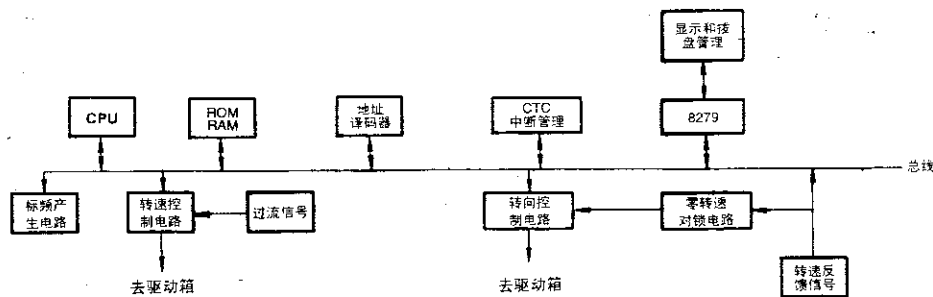 显示和拨
盘管理
CPU
ROM
RAM
地址
译码器
CTC
中断管理
8279
总线
标频产
生电路
转速控
制电路
过流信号
转向控
制电路
零转速
对锁电路
转速反
馈信号
去驱动箱
去驱动箱